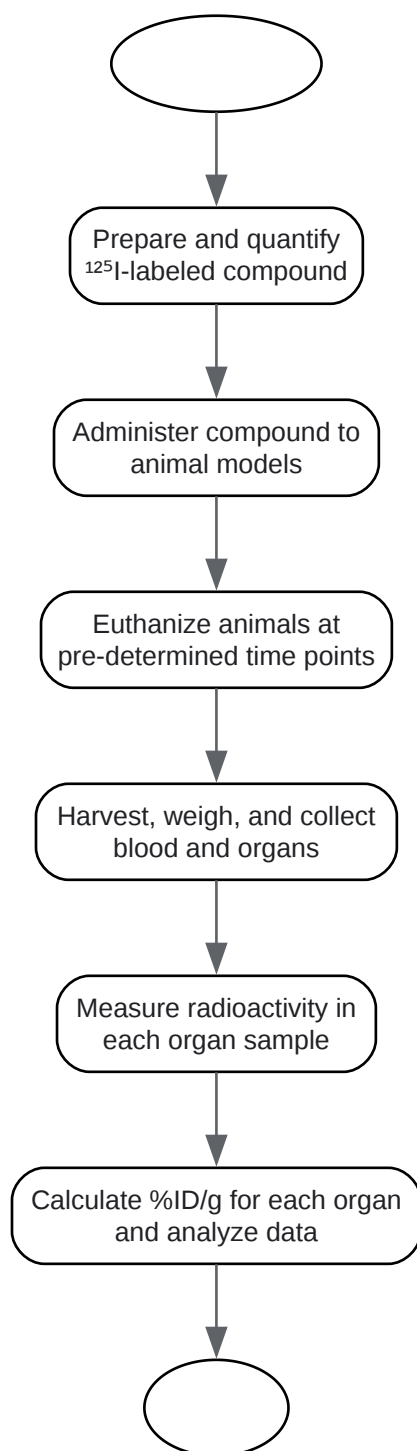 Prepare and quantify
¹²⁵I-labeled compound
Administer compound to
animal models
Euthanize animals at
pre-determined time points
Harvest, weigh, and collect
blood and organs
Measure radioactivity in
each organ sample
Calculate %ID/g for each organ
and analyze data